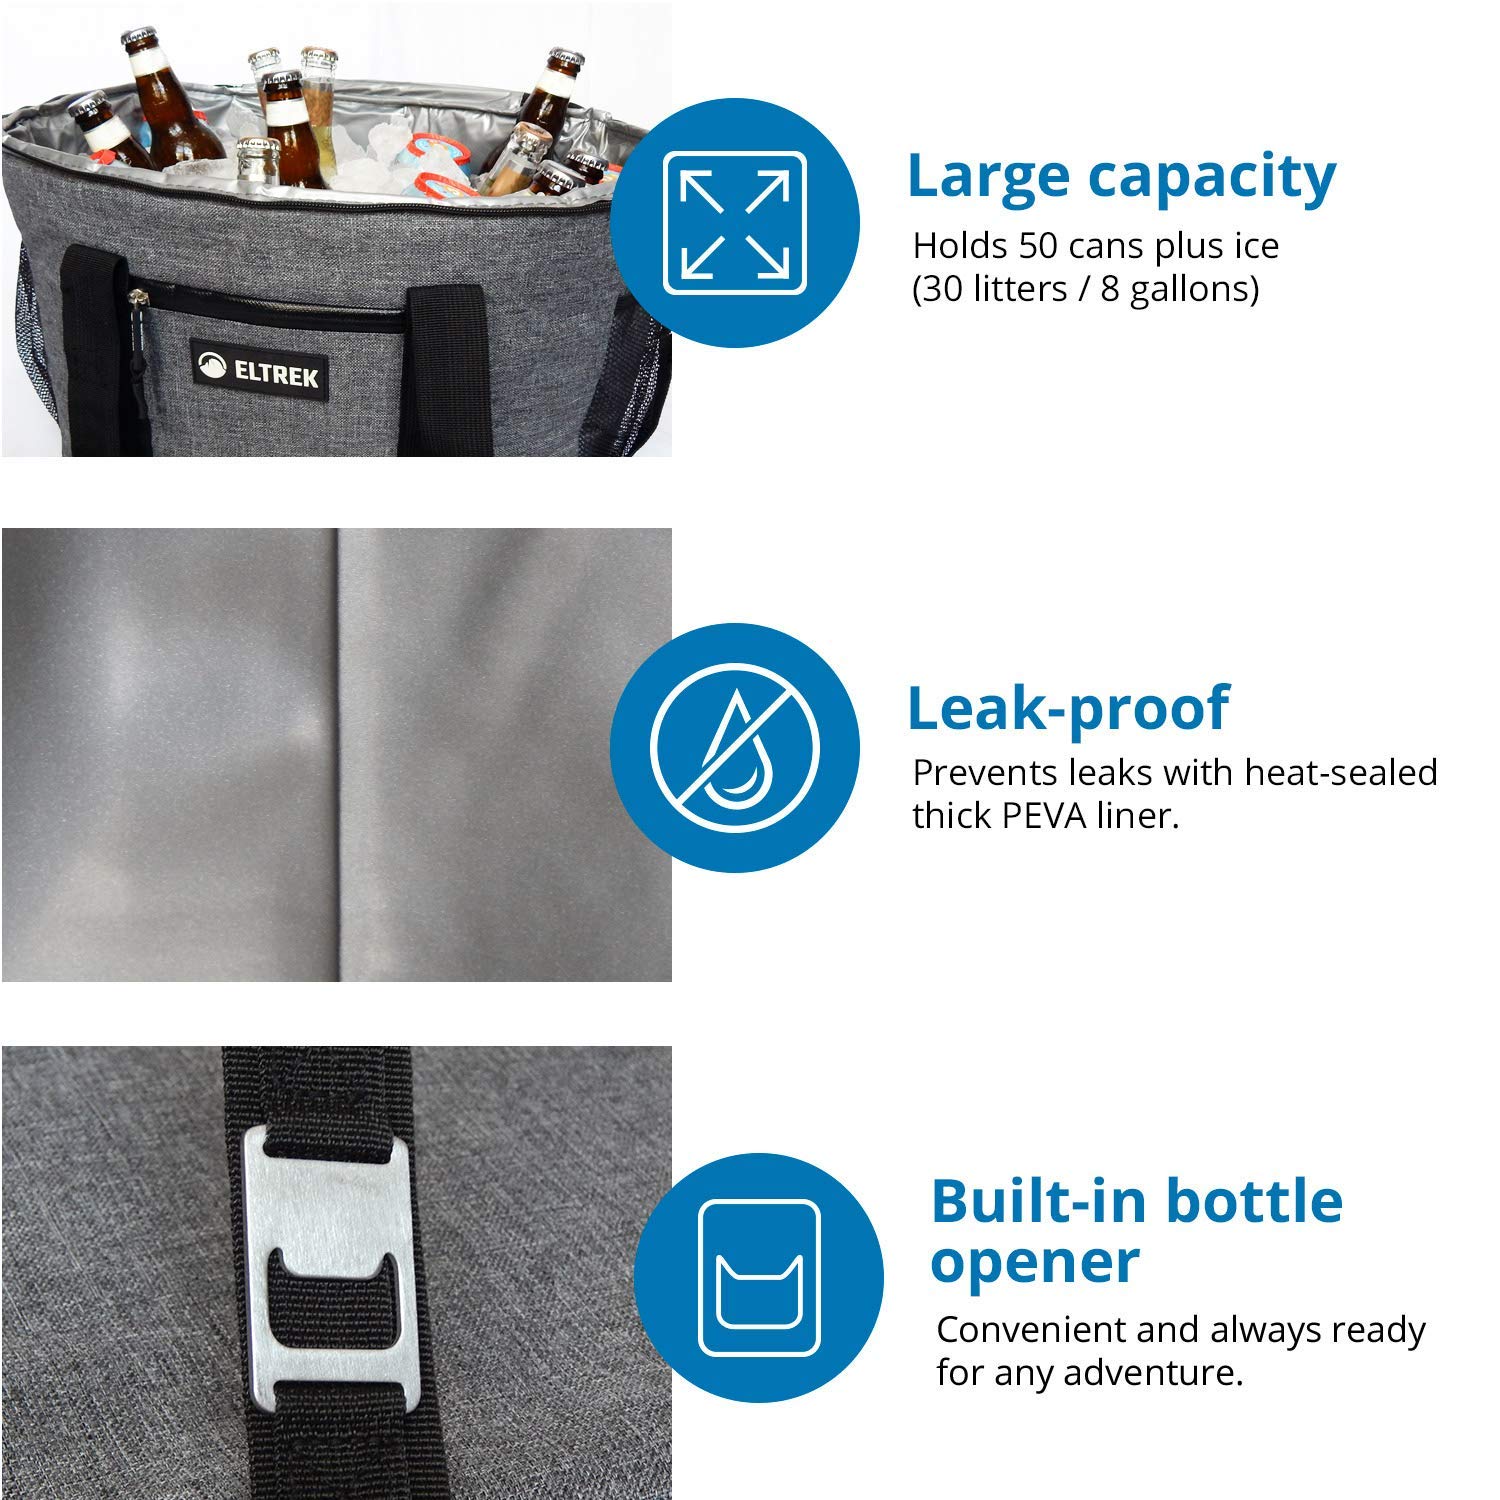 ELTREK
Large capacity
Holds 50 cans plus ice
(30 litters / 8 gallons)
Leak-proof
Prevents leaks with heat-sealed
thick PEVA liner.
Built-in bottle
opener
Convenient and always ready
for any adventure.